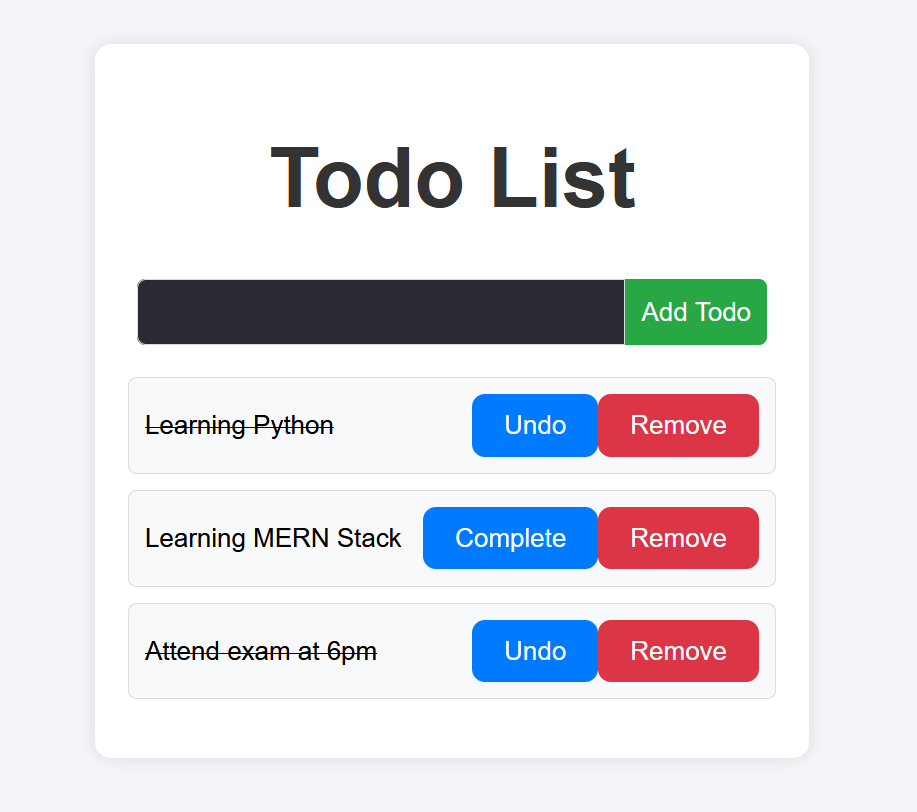 Todo List
Add Todo
Learning Python Undo Remove
Learning MERN Stack Complete Remove
Attend exam at 6pm Undo Remove